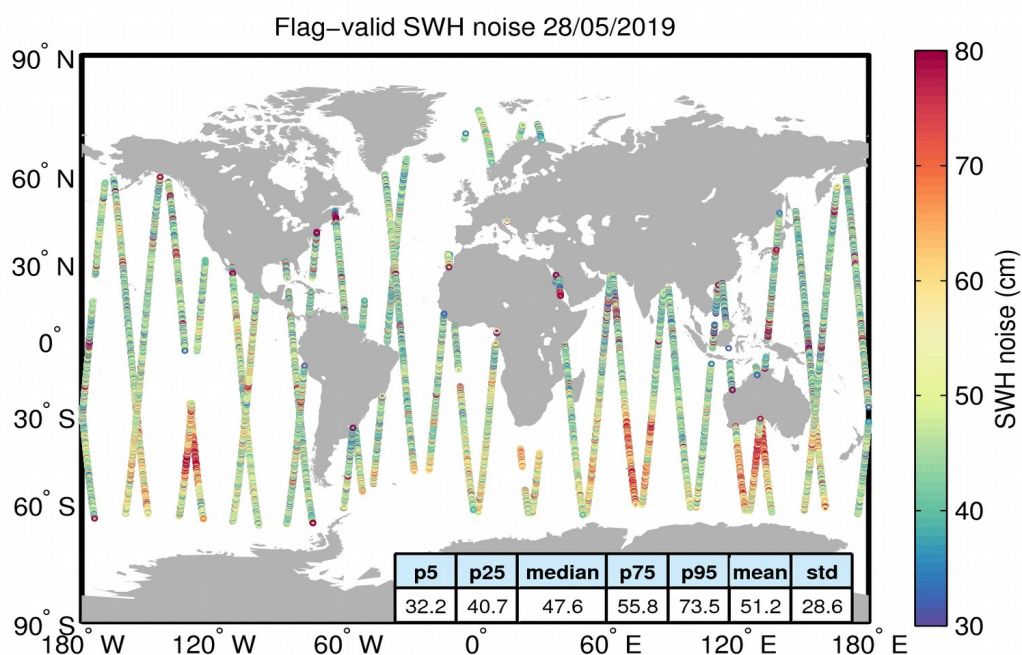 Flag−valid SWH noise 28/05/2019
90° N
60° N
30° N
0°
30° S
60° S
90° S
180° W
120° W
60° W
0°
60° E
120° E
180° E
80
70
60
50
40
30
SWH noise (cm)
p5 p25 median p75 p95 mean std
32.2 40.7 47.6 55.8 73.5 51.2 28.6